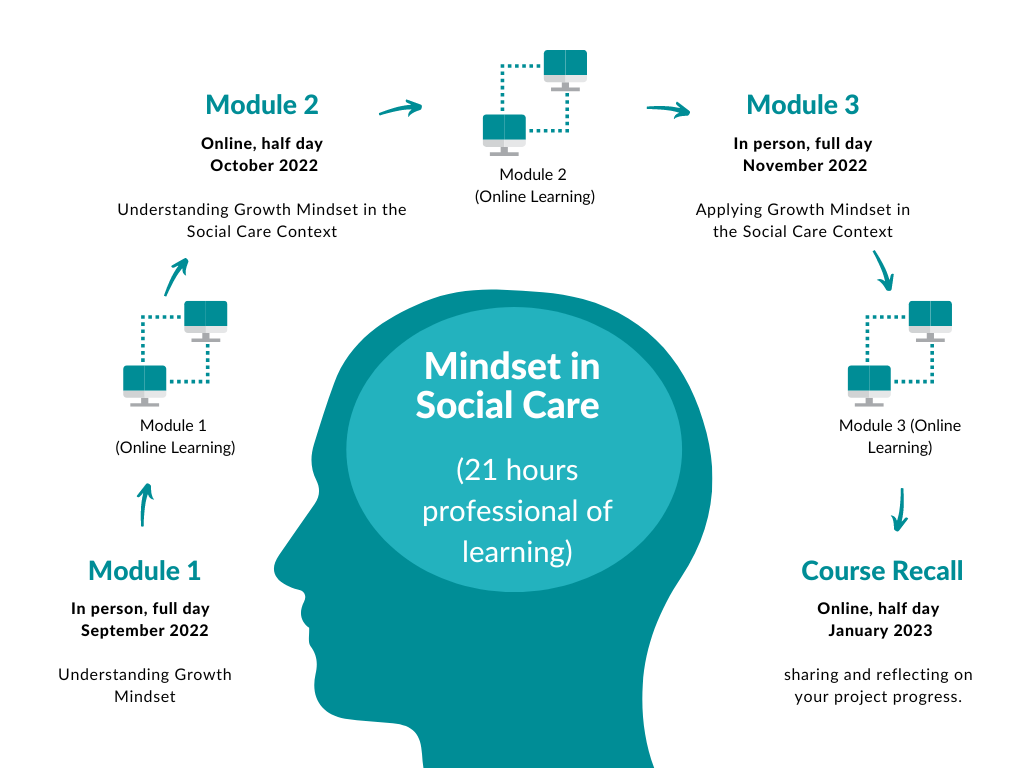 Module 2
Online, half day
October 2022
Understanding Growth Mindset in the
Social Care Context
Module 2
(Online Learning)
Module 3
In person, full day
November 2022
Applying Growth Mindset in
the Social Care Context
Module 1
(Online Learning)
Mindset in
Social Care
(21 hours
professional of
learning)
Module 3 (Online
Learning)
Module 1
In person, full day
September 2022
Understanding Growth
Mindset
Course Recall
Online, half day
January 2023
sharing and reflecting on
your project progress.